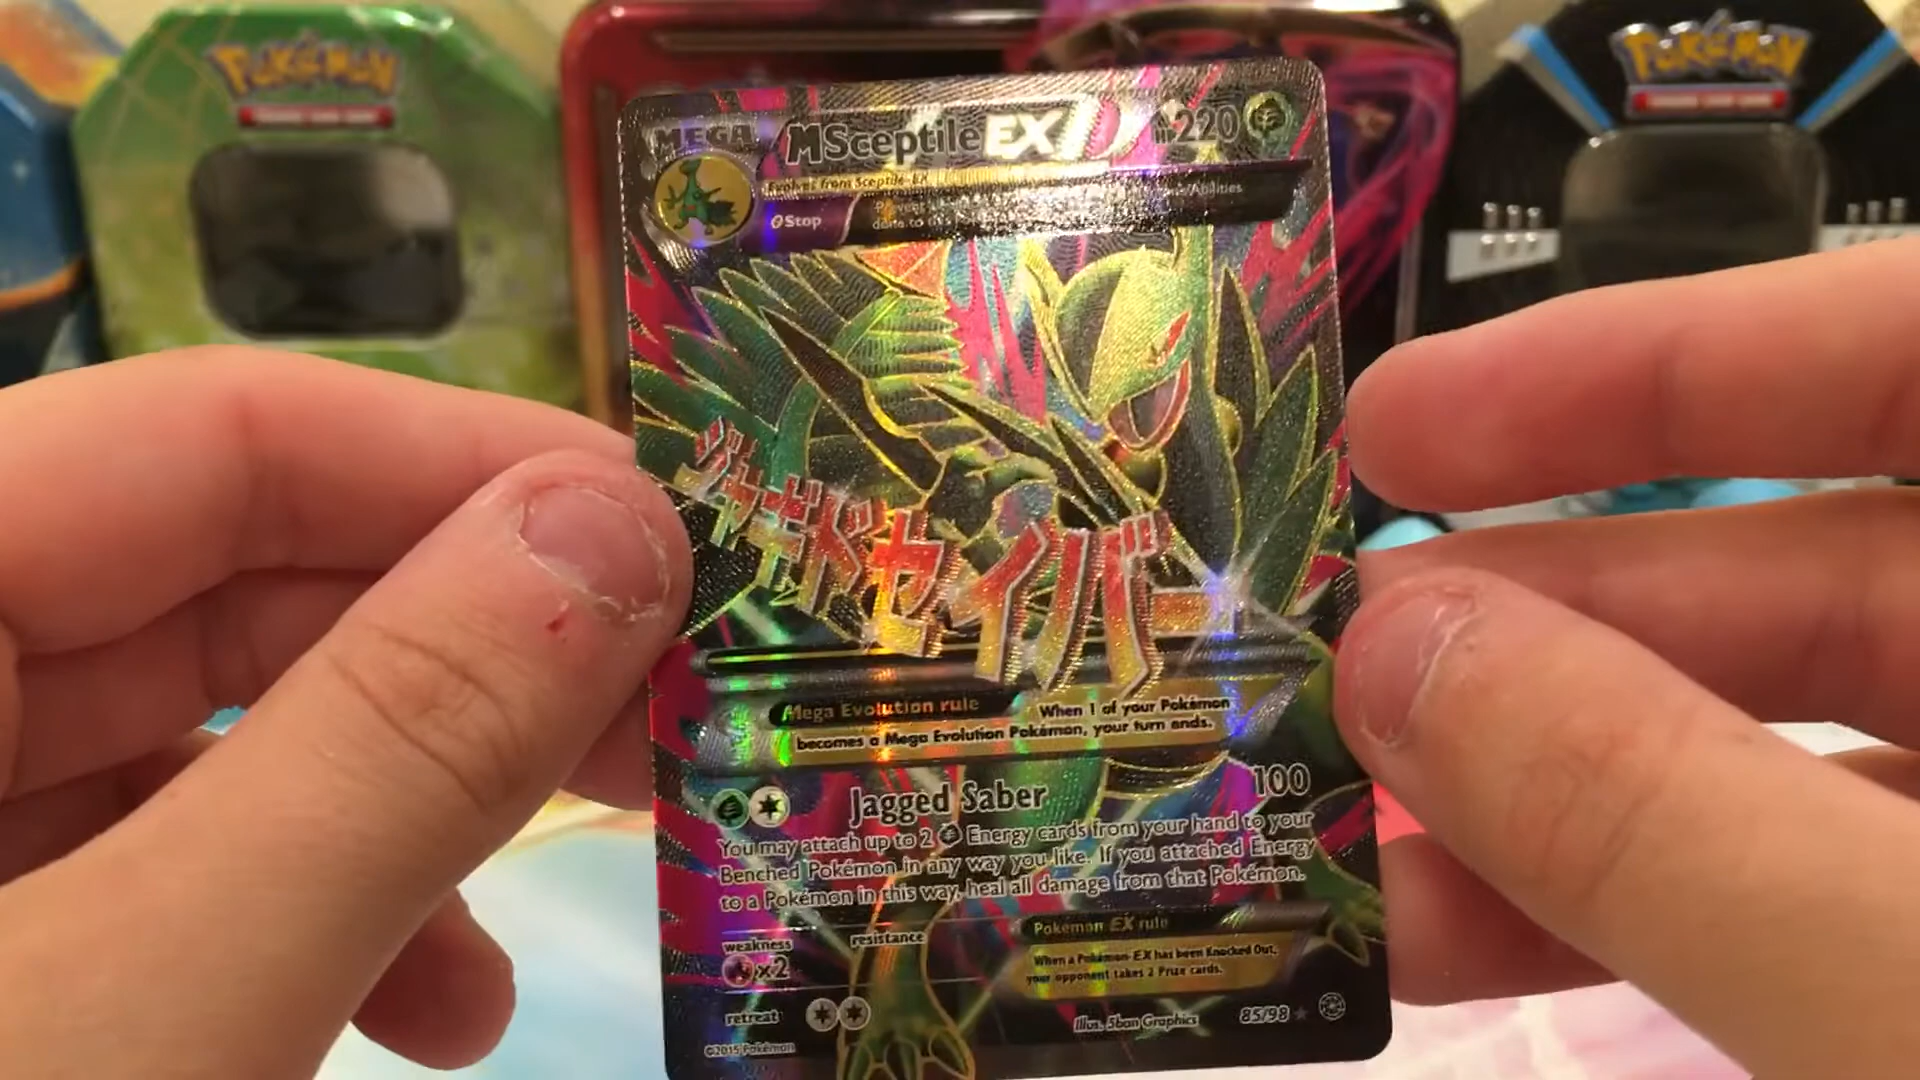 Pokémon
Pokémon
MEGA
MSceptile EX
220
Evolves from Sceptile-EX
θ Stop
Abilities
ジャギドセイバー
Mega Evolution rule
When 1 of your Pokémon
becomes a Mega Evolution Pokémon, your turn ends.
Jagged Saber 100
You may attach up to 2 Energy cards from your hand to your
Benched Pokémon in any way you like. If you attached Energy
to a Pokémon in this way, heal all damage from that Pokémon.
weakness
resistance
×2
Pokémon EX rule
When a Pokémon-EX has been Knocked Out,
your opponent takes 2 Prize cards.
retreat
Illus. 5ban Graphics
85/98
©2015 Pokémon